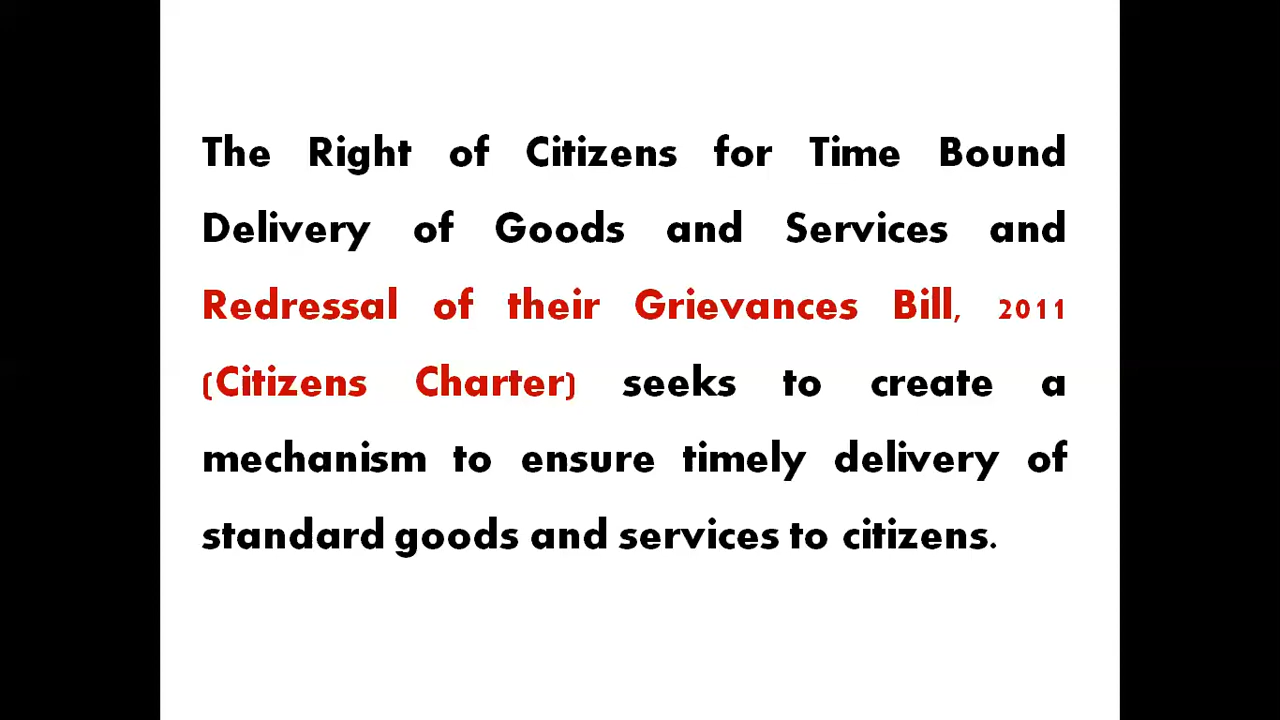 The Right of Citizens for Time Bound
Delivery of Goods and Services and
Redressal of their Grievances Bill, 2011
(Citizens Charter) seeks to create a
mechanism to ensure timely delivery of
standard goods and services to citizens.